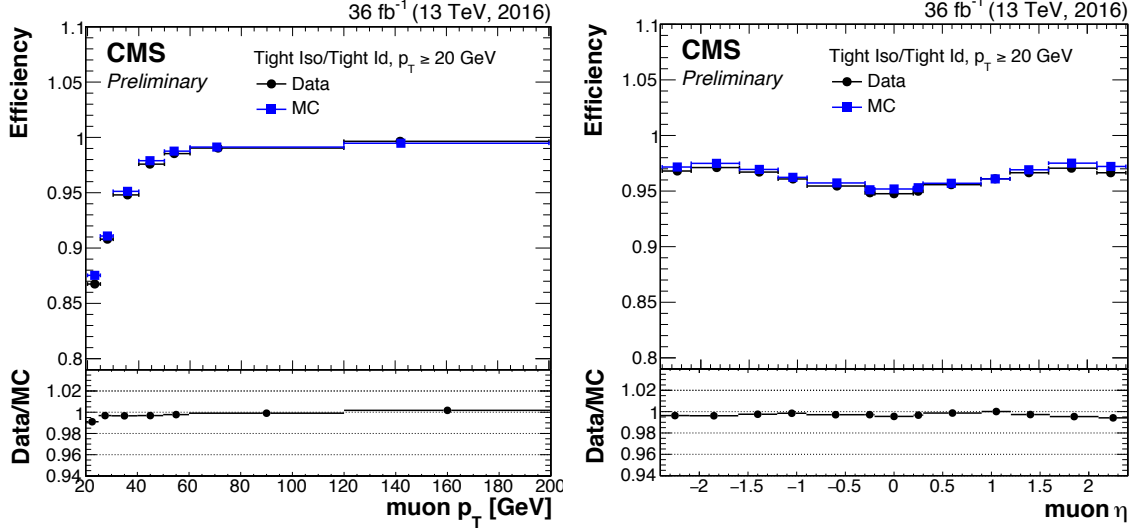 36 fb⁻¹ (13 TeV, 2016)
CMS
Preliminary
Tight Iso/Tight Id, p_T ≥ 20 GeV
Data
MC
Efficiency
1.1
1.05
1
0.95
0.9
0.85
0.8
Data/MC
1.02
1
0.98
0.96
0.94
20 40 60 80 100 120 140 160 180 200
muon p_T [GeV]
36 fb⁻¹ (13 TeV, 2016)
CMS
Preliminary
Tight Iso/Tight Id, p_T ≥ 20 GeV
Data
MC
Efficiency
1.1
1.05
1
0.95
0.9
0.85
0.8
Data/MC
1.02
1
0.98
0.96
0.94
−2 −1.5 −1 −0.5 0 0.5 1 1.5 2
muon η